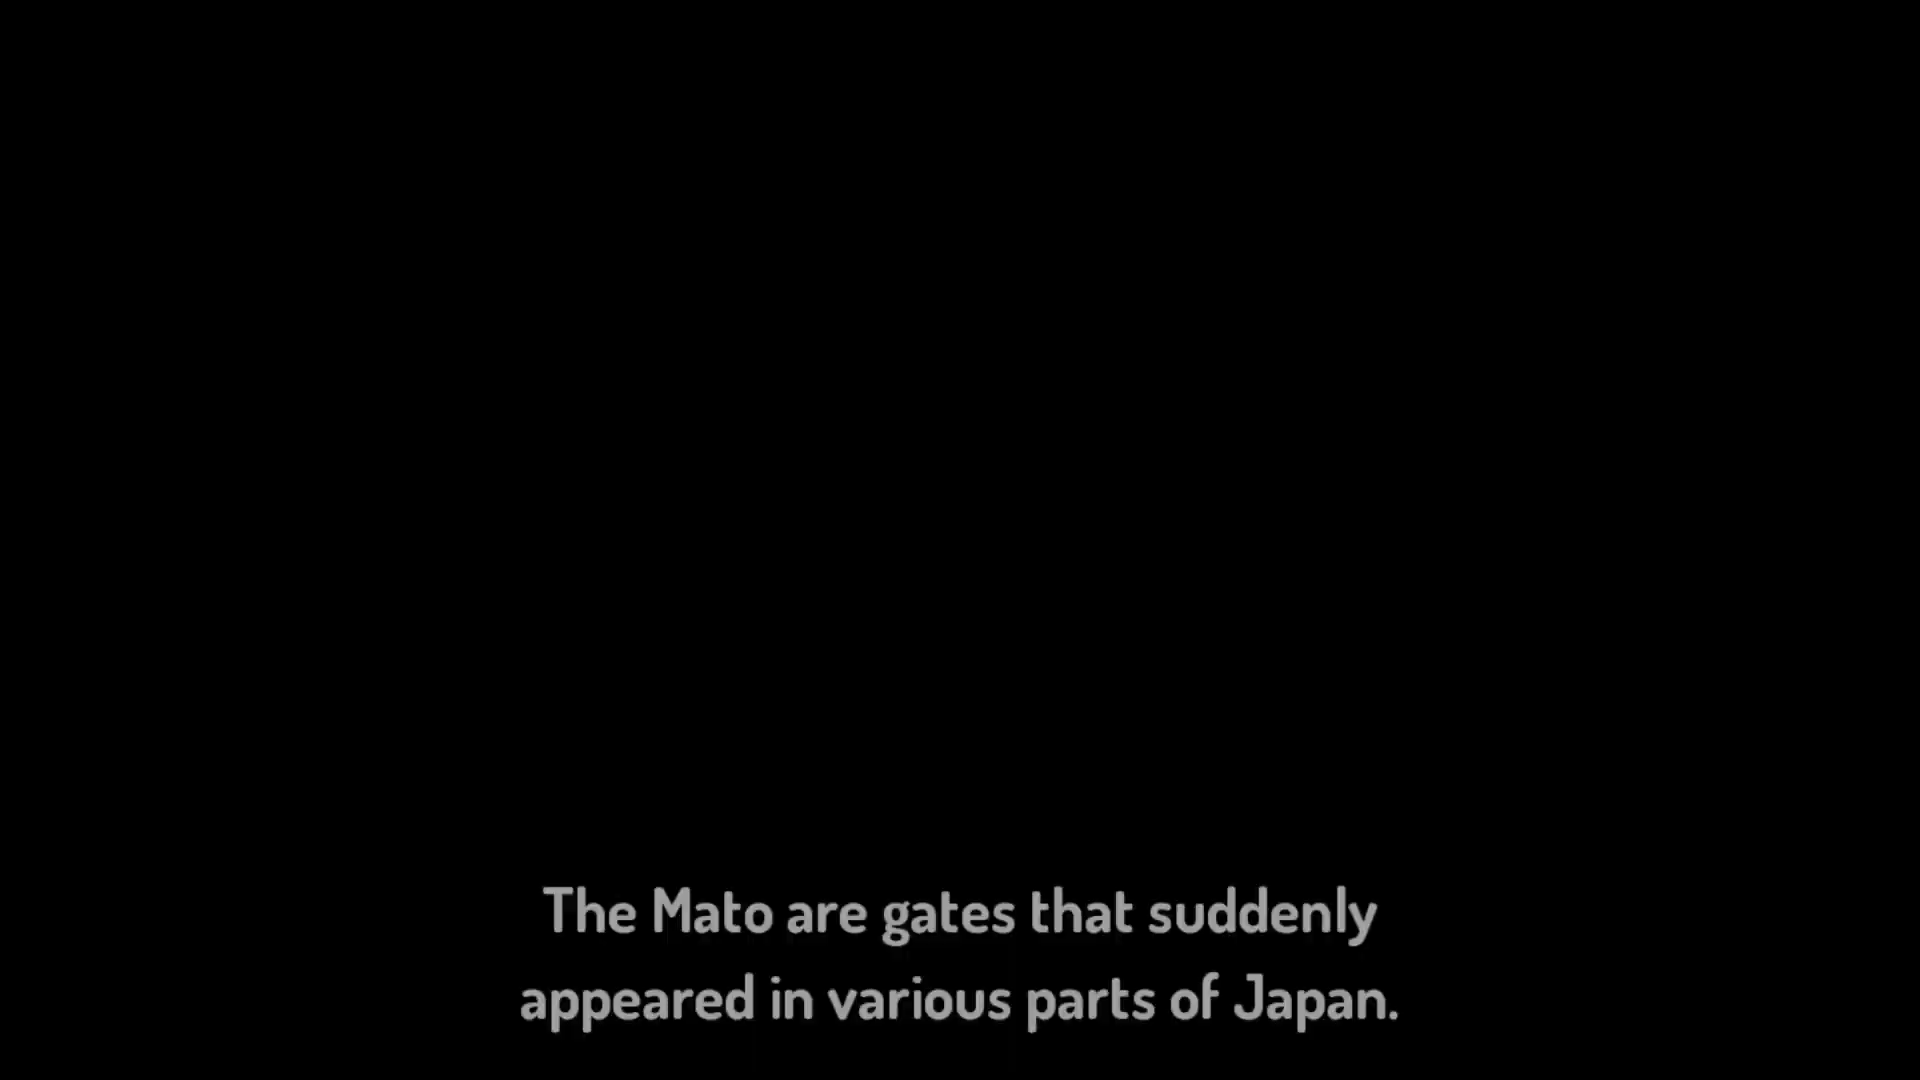 The Mato are gates that suddenly
appeared in various parts of Japan.